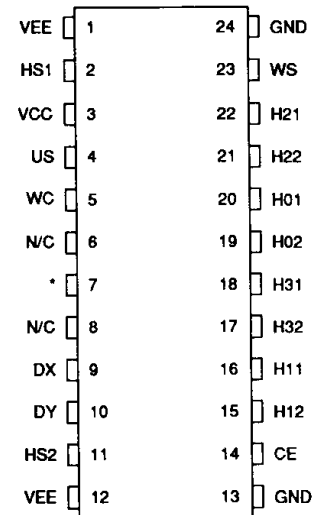 VEE 1 24 GND
HS1 2 23 WS
VCC 3 22 H21
US 4 21 H22
WC 5 20 H01
N/C 6 19 H02
* 7 18 H31
N/C 8 17 H32
DX 9 16 H11
DY 10 15 H12
HS2 11 14 CE
VEE 12 13 GND